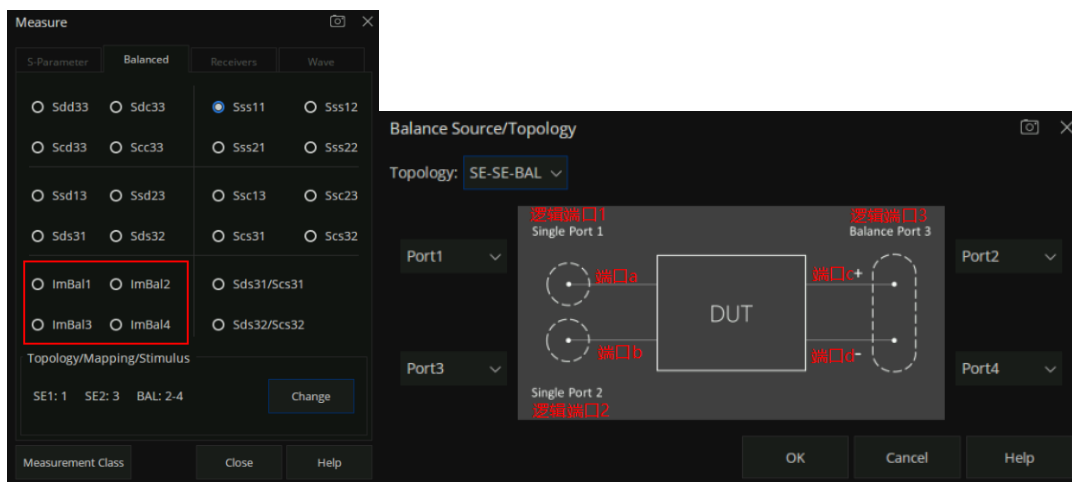 Measure
S-Parameter Balanced Receivers Wave
Sdd33 Sdc33 Sss11 Sss12
Scd33 Scc33 Sss21 Sss22
Ssd13 Ssd23 Ssc13 Ssc23
Sds31 Sds32 Scs31 Scs32
ImBal1 ImBal2 Sds31/Scs31
ImBal3 ImBal4 Sds32/Scs32
Topology/Mapping/Stimulus
SE1: 1 SE2: 3 BAL: 2-4 Change
Measurement Class Close Help
Balance Source/Topology
Topology: SE-SE-BAL
逻辑端口1 逻辑端口3
Single Port 1 Balance Port 3
Port1 Port2
端口a 端口c+
DUT
端口b 端口d-
Port3 Port4
Single Port 2
逻辑端口2
OK Cancel Help